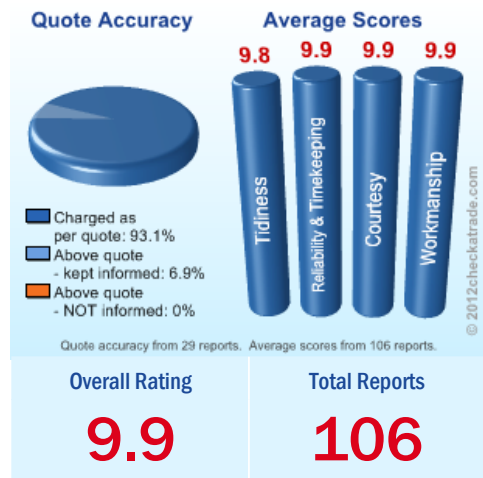 Quote Accuracy
Average Scores
9.8
9.9
9.9
9.9
Tidiness
Reliability & Timekeeping
Courtesy
Workmanship
Charged as
per quote: 93.1%
Above quote
- kept informed: 6.9%
Above quote
- NOT informed: 0%
© 2012checkatrade.com
Quote accuracy from 29 reports. Average scores from 106 reports.
Overall Rating
Total Reports
9.9
106